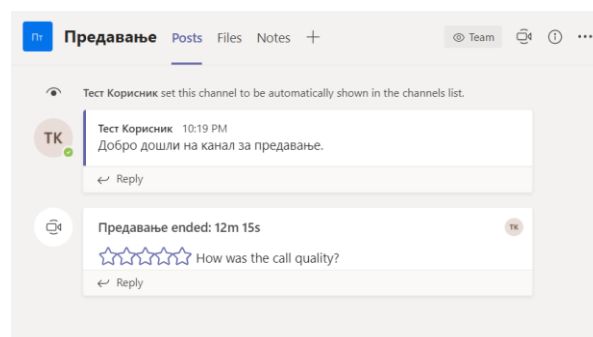 Пт Предавање Posts Files Notes + Team
Тест Корисник set this channel to be automatically shown in the channels list.
ТК
Тест Корисник 10:19 PM
Добро дошли на канал за предавање.
Reply
Предавање ended: 12m 15s ТК
How was the call quality?
Reply